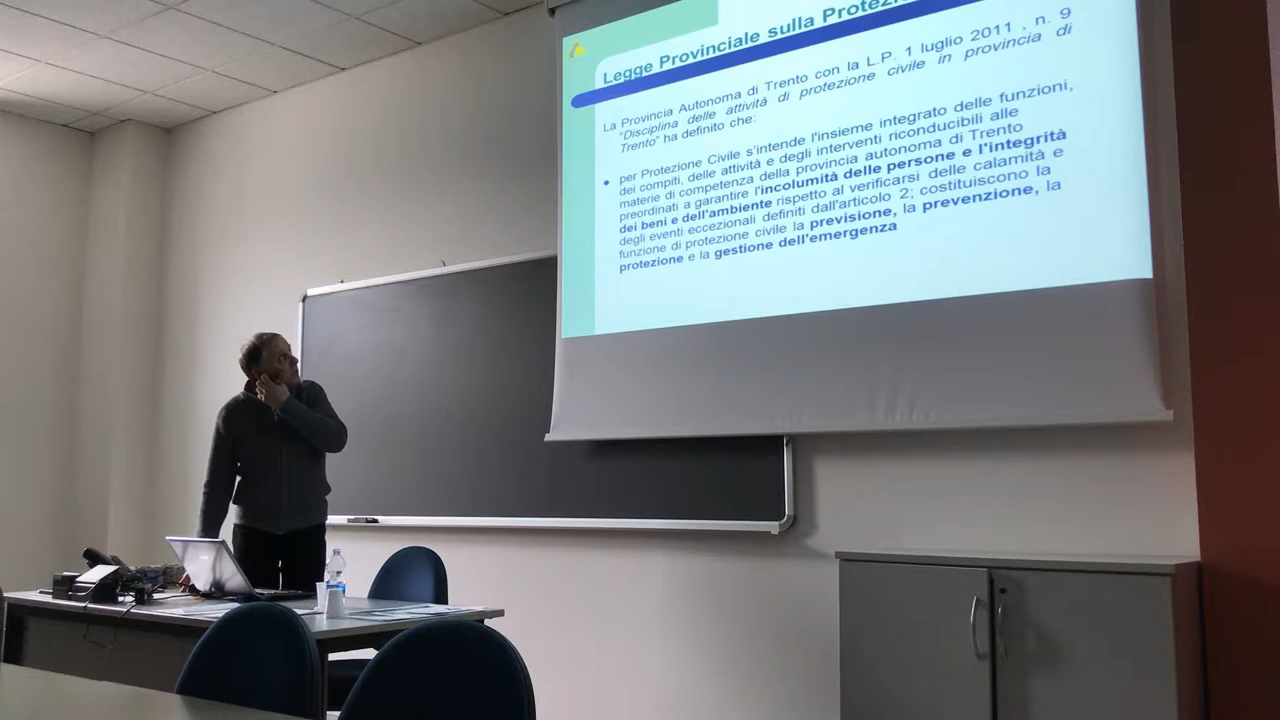 Legge Provinciale sulla Protezi
La Provincia Autonoma di Trento con la L.P. 1 luglio 2011 , n. 9
"Disciplina delle attività di protezione civile in provincia di
Trento" ha definito che:
• per Protezione Civile s'intende l'insieme integrato delle funzioni,
dei compiti, delle attività e degli interventi riconducibili alle
materie di competenza della provincia autonoma di Trento
preordinati a garantire l'incolumità delle persone e l'integrità
dei beni e dell'ambiente rispetto al verificarsi delle calamità e
degli eventi eccezionali definiti dall'articolo 2; costituiscono la
funzione di protezione civile la previsione, la prevenzione, la
protezione e la gestione dell'emergenza